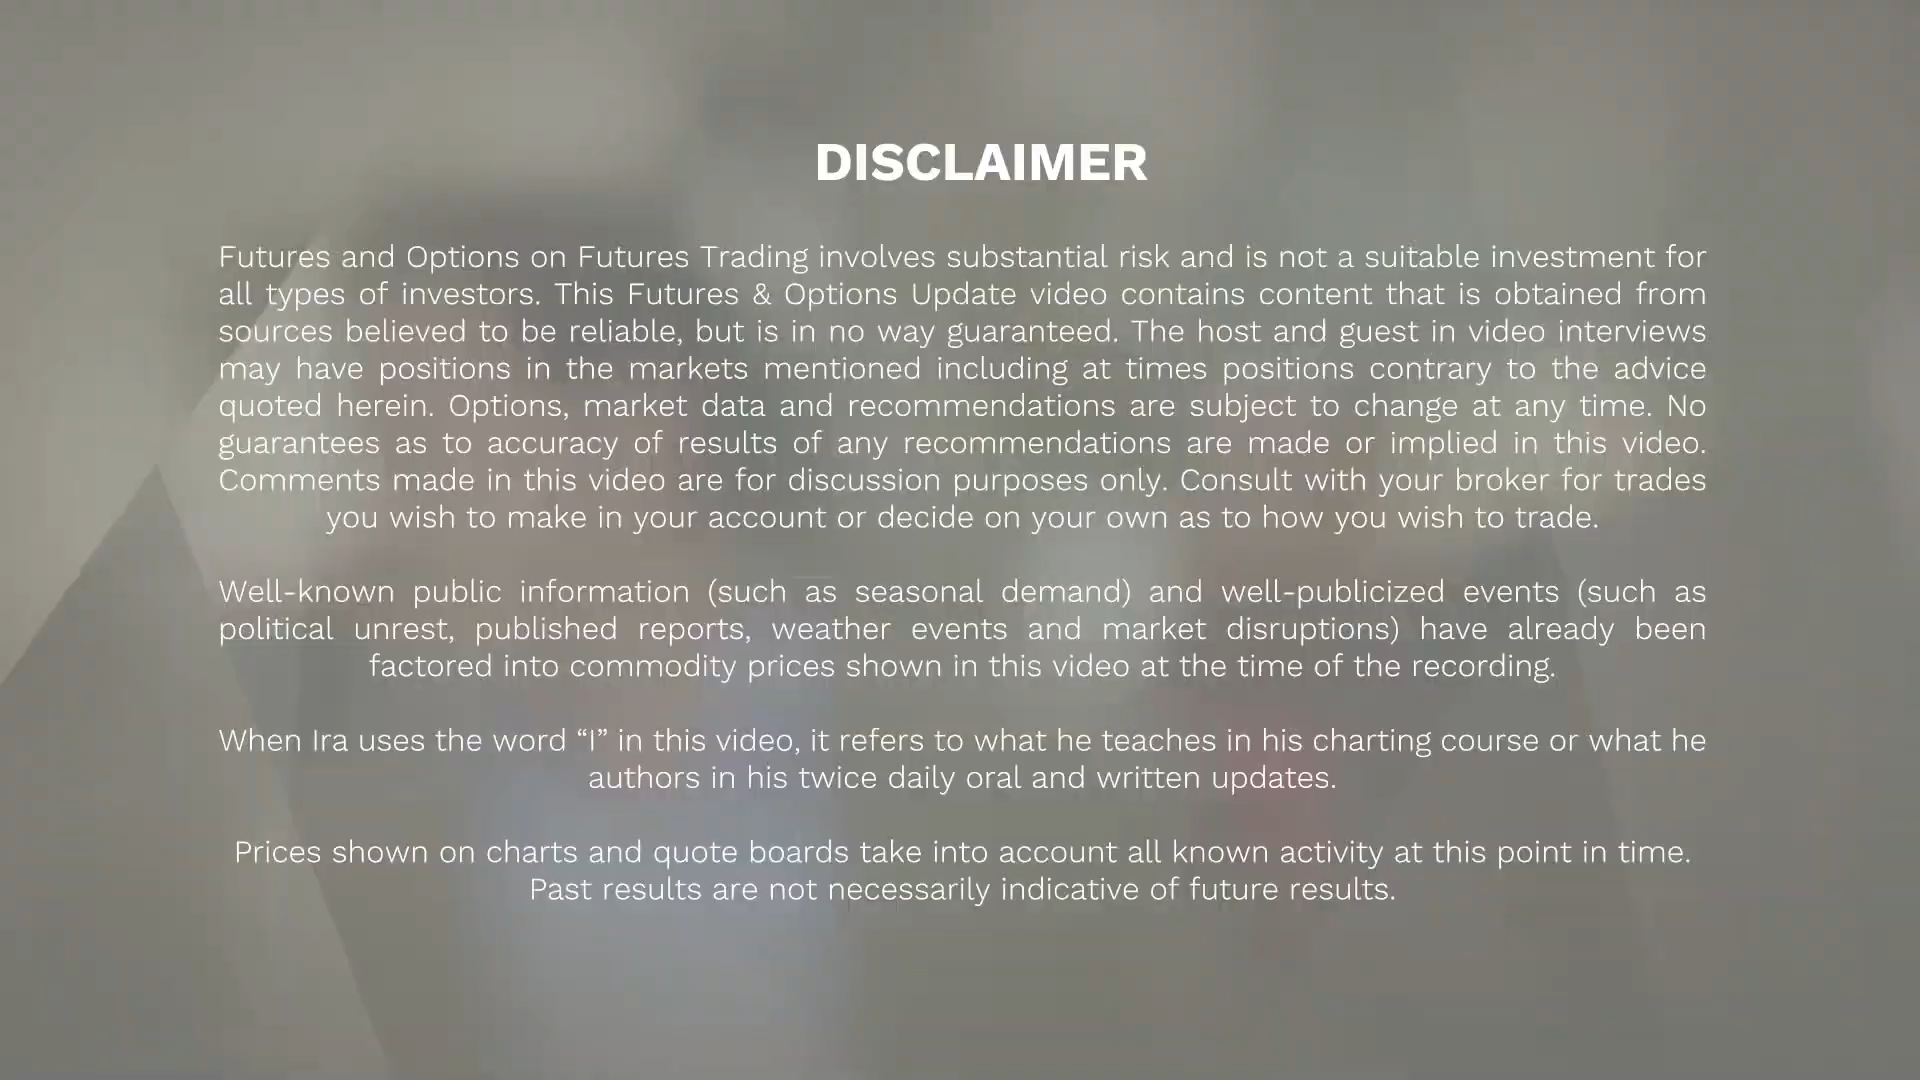 DISCLAIMER
Futures and Options on Futures Trading involves substantial risk and is not a suitable investment for
all types of investors. This Futures & Options Update video contains content that is obtained from
sources believed to be reliable, but is in no way guaranteed. The host and guest in video interviews
may have positions in the markets mentioned including at times positions contrary to the advice
quoted herein. Options, market data and recommendations are subject to change at any time. No
guarantees as to accuracy of results of any recommendations are made or implied in this video.
Comments made in this video are for discussion purposes only. Consult with your broker for trades
you wish to make in your account or decide on your own as to how you wish to trade.
Well-known public information (such as seasonal demand) and well-publicized events (such as
political unrest, published reports, weather events and market disruptions) have already been
factored into commodity prices shown in this video at the time of the recording.
When Ira uses the word “I” in this video, it refers to what he teaches in his charting course or what he
authors in his twice daily oral and written updates.
Prices shown on charts and quote boards take into account all known activity at this point in time.
Past results are not necessarily indicative of future results.